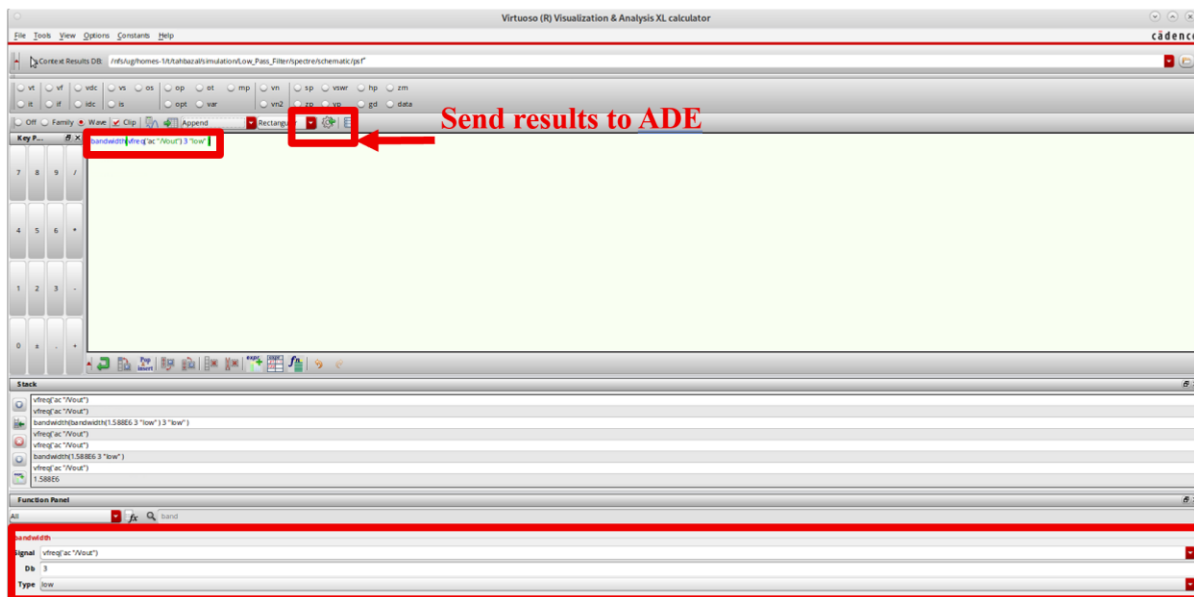 Virtuoso (R) Visualization & Analysis XL calculator
File Tools View Options Constants Help
cādence
Context Results DB: /nfs/ug/homes-1/t/tahbazal/simulation/Low_Pass_Filter/spectre/schematic/psf"
vt vf vdc vs os op ot mp vn sp vswr hp zm
it if idc is opt var vn2 zp yp gd data
Off Family Wave Clip Append Rectangular
Send results to ADE
Key P...
bandwidth(vfreq('ac "/Vout") 3 "low"
7 8 9 /
4 5 6 *
1 2 3 -
0 ± . +
Stack
vfreq('ac "/Vout")
vfreq('ac "/Vout")
bandwidth(bandwidth(1.588E6 3 "low" ) 3 "low" )
vfreq('ac "/Vout")
vfreq('ac "/Vout")
bandwidth(1.588E6 3 "low" )
vfreq('ac "/Vout")
1.588E6
Function Panel
All fx band
bandwidth
Signal vfreq('ac "/Vout")
Db 3
Type low